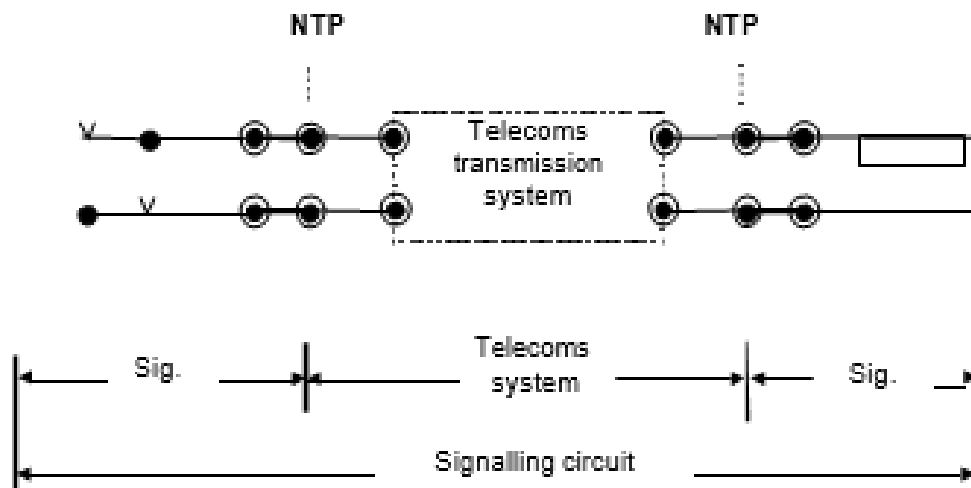 NTP NTP
Telecoms
transmission
system
Sig. Telecoms
system Sig.
Signalling circuit